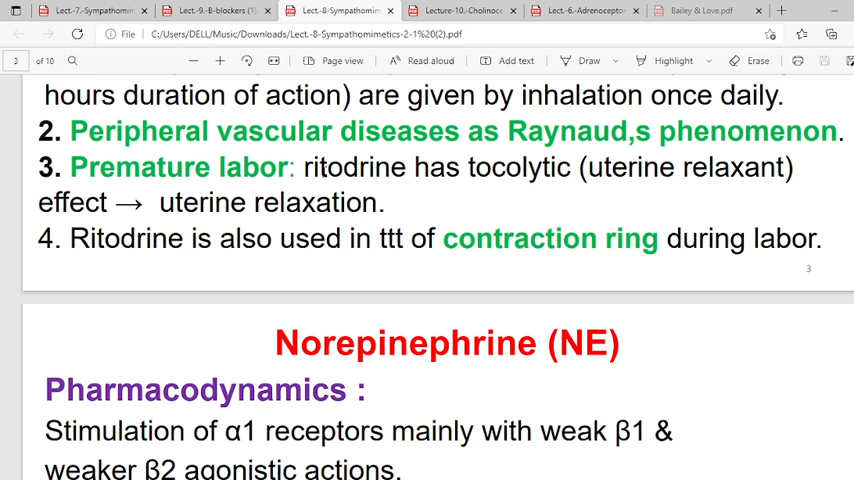 Lect.-7.-Sympathomim
Lect.-9.-B-blockers (1)
Lect.-8-Sympathomim
Lecture-10.-Cholinoce
Lect.-6.-Adrenoceptor
Bailey & Love.pdf
File C:/Users/DELL/Music/Downloads/Lect.-8-Sympathomimetics-2-1%20(2).pdf
3 of 10 Page view Read aloud Add text Draw Highlight Erase
hours duration of action) are given by inhalation once daily.
2. Peripheral vascular diseases as Raynaud,s phenomenon.
3. Premature labor: ritodrine has tocolytic (uterine relaxant)
effect → uterine relaxation.
4. Ritodrine is also used in ttt of contraction ring during labor.
3
Norepinephrine (NE)
Pharmacodynamics :
Stimulation of α1 receptors mainly with weak β1 &
weaker β2 agonistic actions.